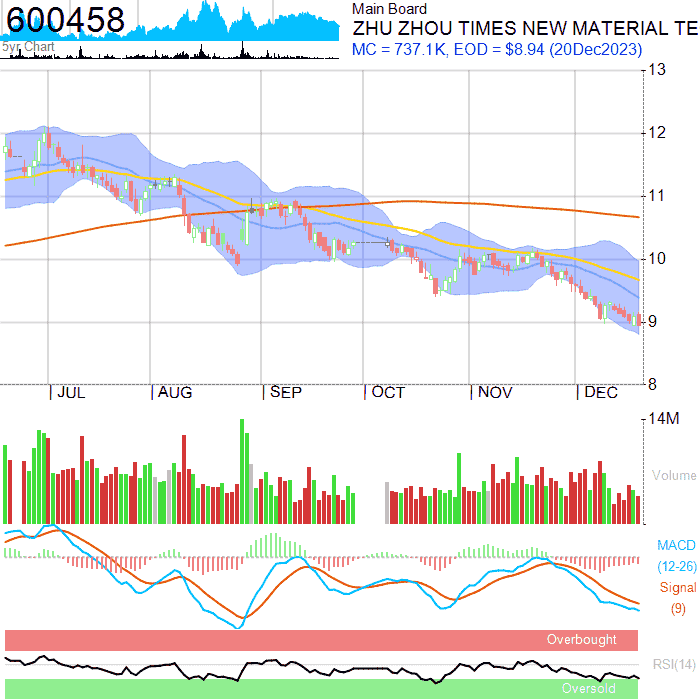 600458
5yr Chart
Main Board
ZHU ZHOU TIMES NEW MATERIAL TE
MC = 737.1K, EOD = $8.94 (20Dec2023)
13
12
11
10
9
8
JUL AUG SEP OCT NOV DEC
14M
Volume
MACD
(12-26)
Signal
(9)
Overbought
RSI(14)
Oversold